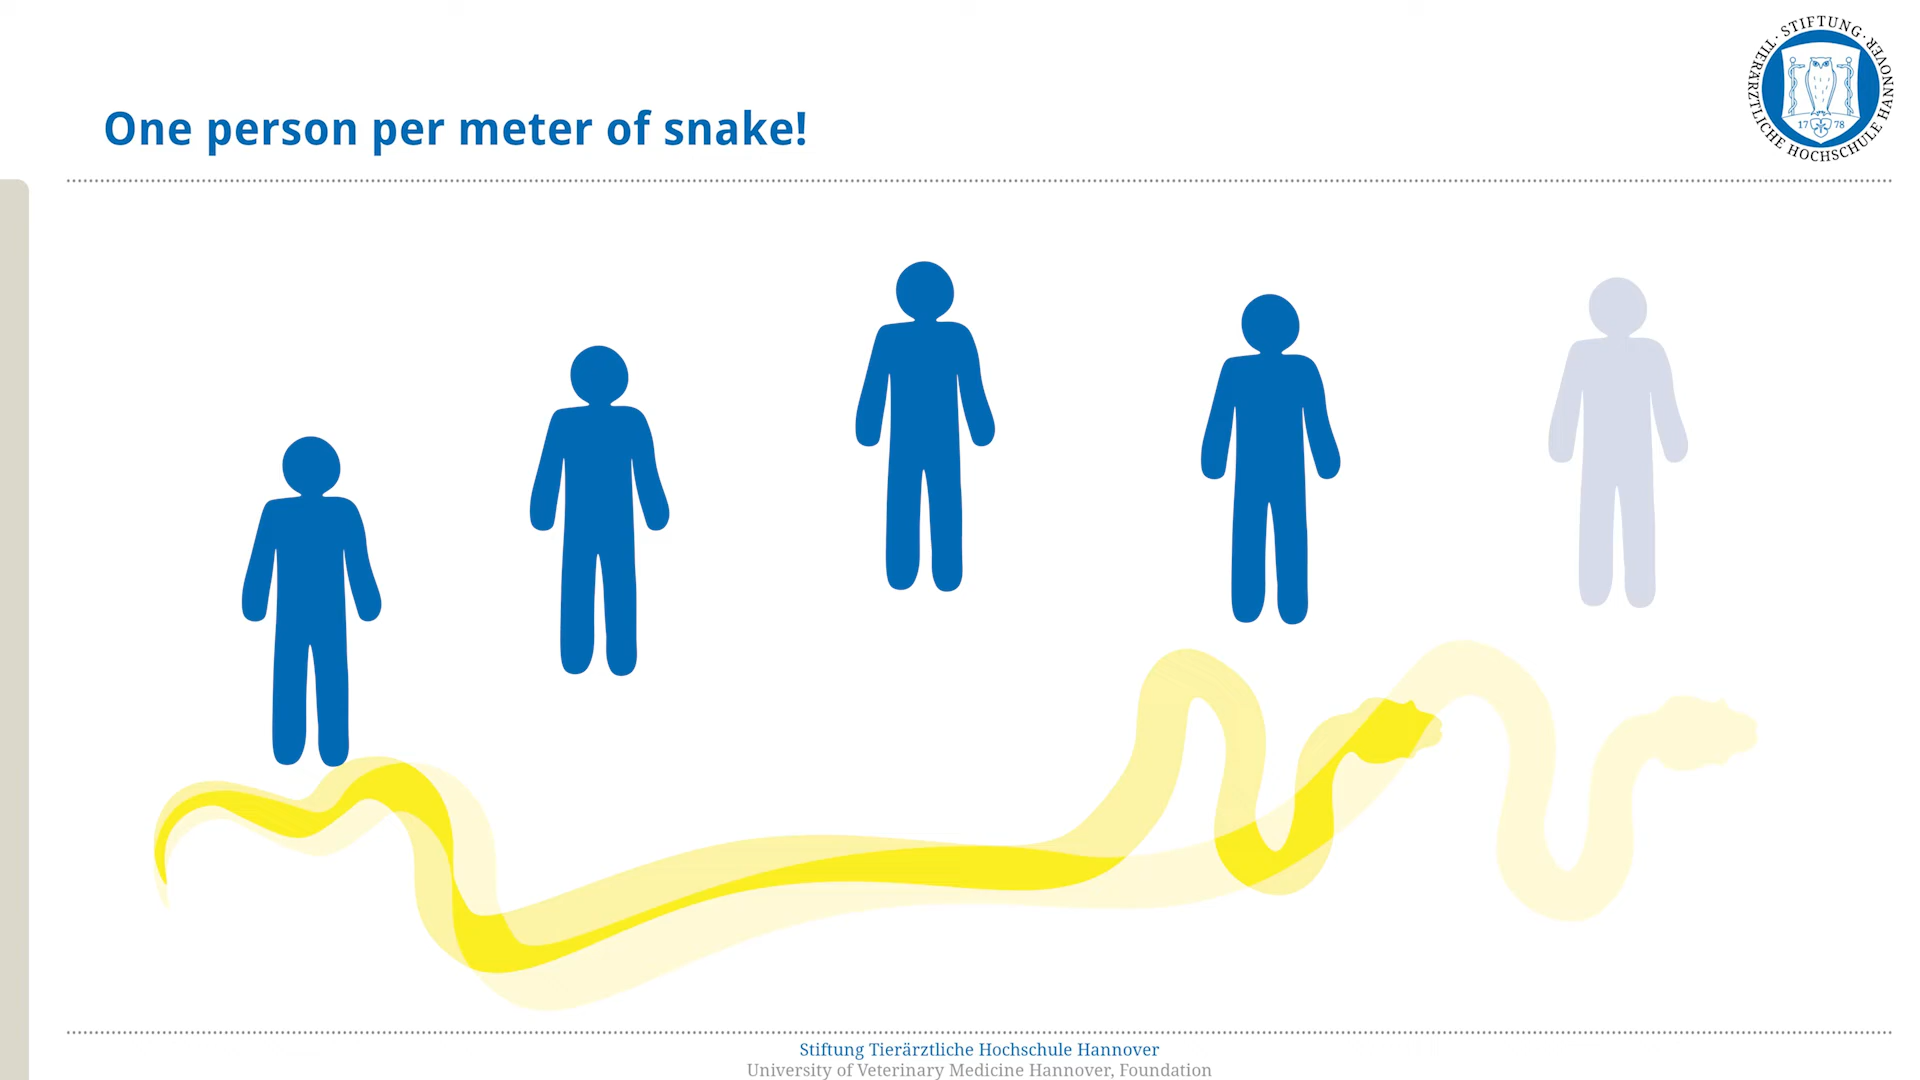 One person per meter of snake!
· STIFTUNG ·
TIERÄRZTLICHE HOCHSCHULE HANNOVER
17 78
Stiftung Tierärztliche Hochschule Hannover
University of Veterinary Medicine Hannover, Foundation